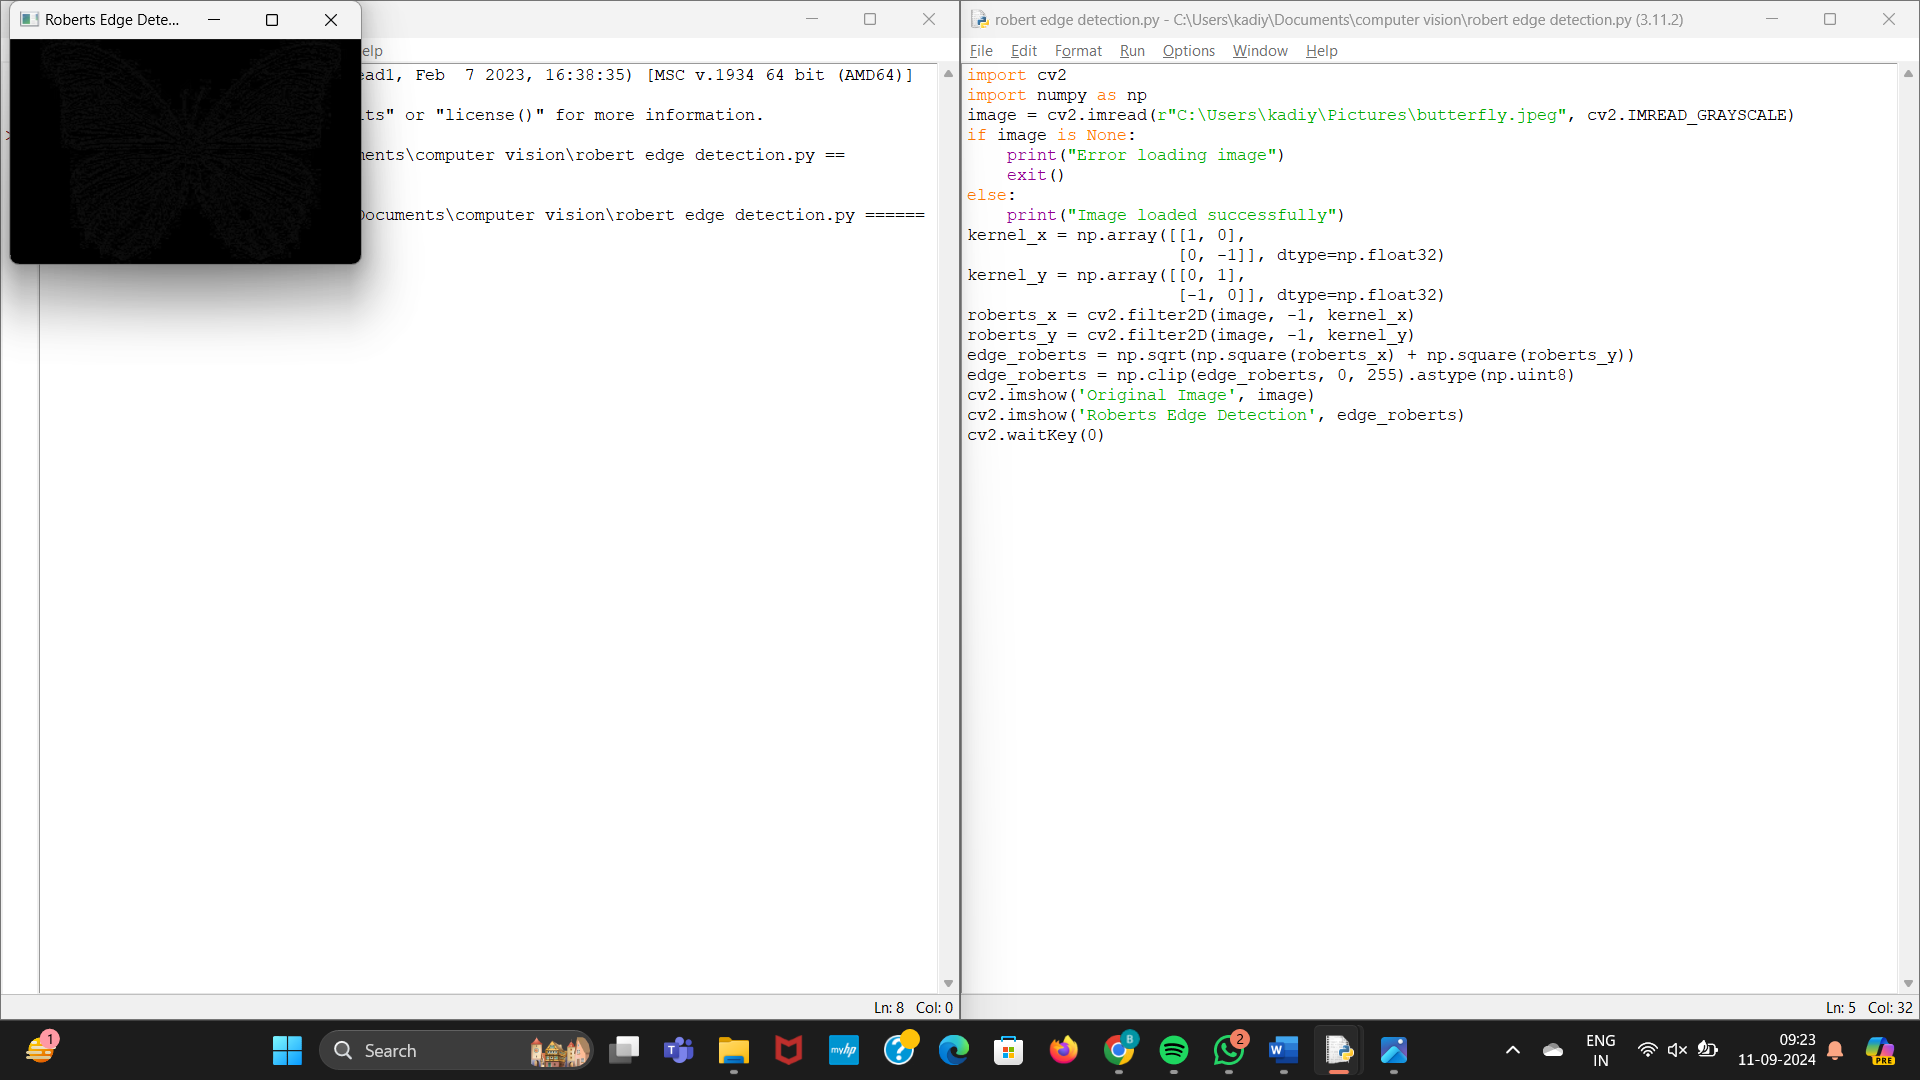 Roberts Edge Dete...
elp
ead1, Feb  7 2023, 16:38:35) [MSC v.1934 64 bit (AMD64)]
its" or "license()" for more information.
ments\computer vision\robert edge detection.py ==
Documents\computer vision\robert edge detection.py ======
Ln: 8 Col: 0
robert edge detection.py - C:\Users\kadiy\Documents\computer vision\robert edge detection.py (3.11.2)
File Edit Format Run Options Window Help
import cv2
import numpy as np
image = cv2.imread(r"C:\Users\kadiy\Pictures\butterfly.jpeg", cv2.IMREAD_GRAYSCALE)
if image is None:
    print("Error loading image")
    exit()
else:
    print("Image loaded successfully")
kernel_x = np.array([[1, 0],
                     [0, -1]], dtype=np.float32)
kernel_y = np.array([[0, 1],
                     [-1, 0]], dtype=np.float32)
roberts_x = cv2.filter2D(image, -1, kernel_x)
roberts_y = cv2.filter2D(image, -1, kernel_y)
edge_roberts = np.sqrt(np.square(roberts_x) + np.square(roberts_y))
edge_roberts = np.clip(edge_roberts, 0, 255).astype(np.uint8)
cv2.imshow('Original Image', image)
cv2.imshow('Roberts Edge Detection', edge_roberts)
cv2.waitKey(0)
Ln: 5 Col: 32
1
Search
myhp
B
2
ENG
IN
09:23
11-09-2024
PRE